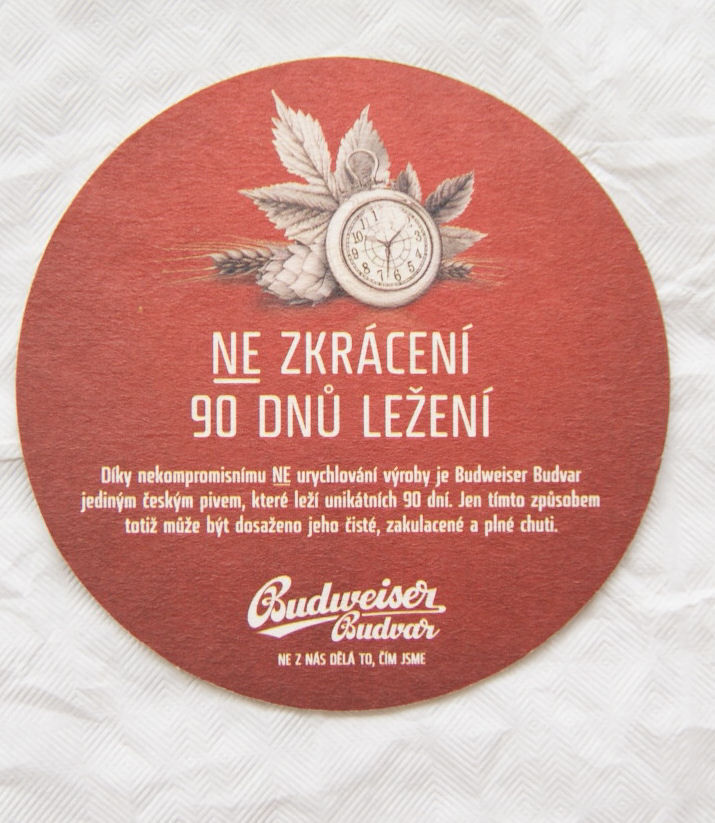 NE ZKRÁCENÍ
90 DNŮ LEŽENÍ
Díky nekompromisnímu NE urychlování výroby je Budweiser Budvar
jediným českým pivem, které leží unikátních 90 dní. Jen tímto způsobem
totiž může být dosaženo jeho čisté, zakulacené a plné chuti.
Budweiser
Budvar
NE Z NÁS DĚLÁ TO, ČÍM JSME